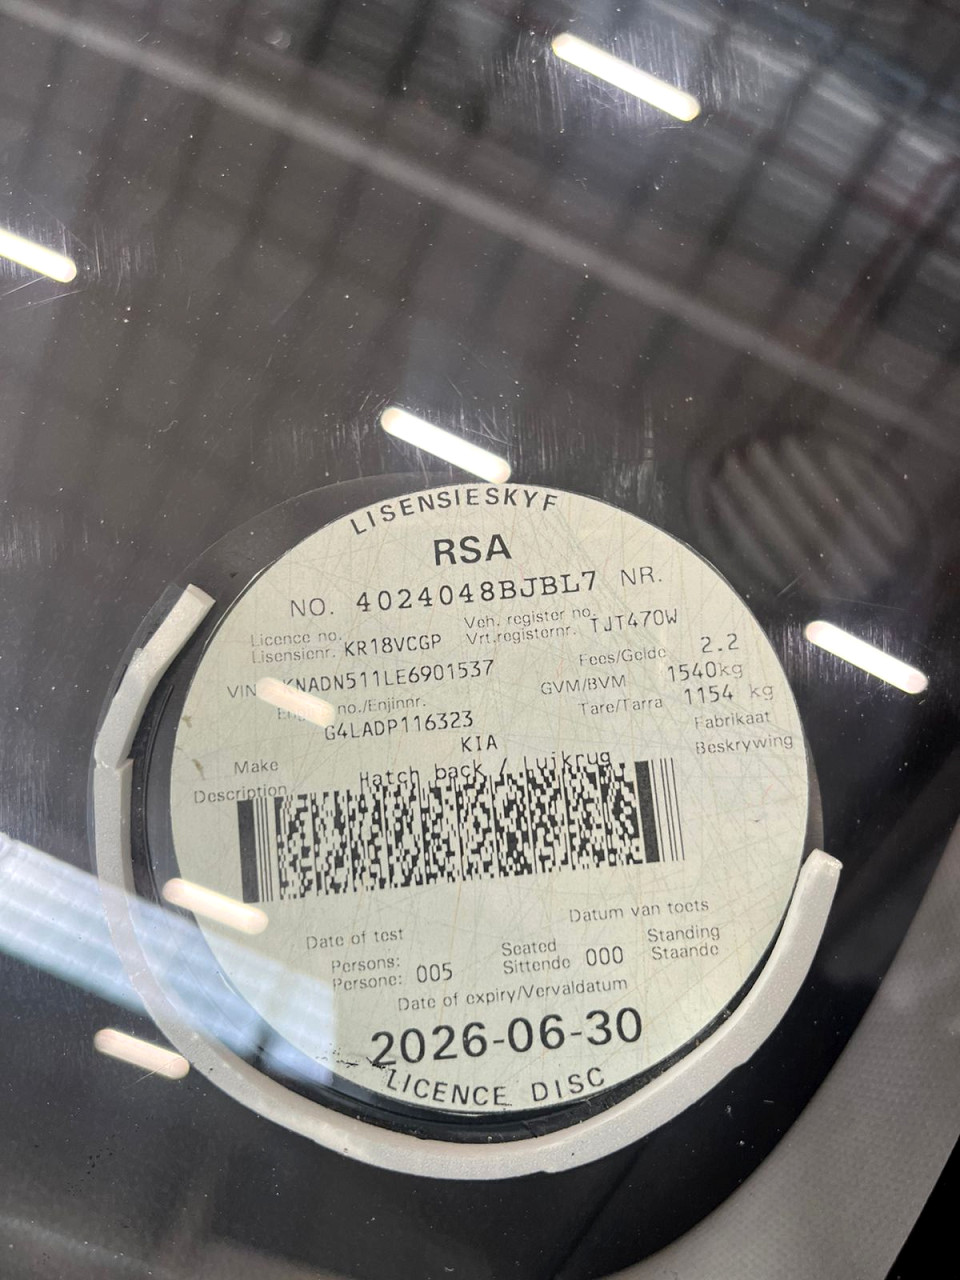 LISENSIESKYF
RSA
NO. 4024048BJBL7 NR.
Licence no. Veh. register no.
Lisensienr. KR18VCGP Vrt.registernr. TJT470W
VIN KNADN511LE6901537 Fees/Gelde 2.2
no./Enjinnr. GVM/BVM 1540kg
G4LADP116323 Tare/Tarra 1154 kg
Make KIA Fabrikaat
Description Hatch back / Luikrug Beskrywing
Date of test Datum van toets
Persons: Seated Standing
Persone: 005 Sittende 000 Staande
Date of expiry/Vervaldatum
2026-06-30
LICENCE DISC